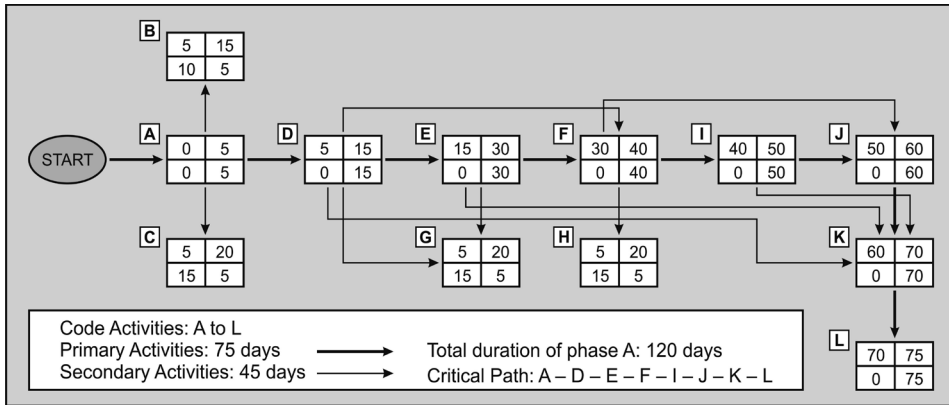 B
5 15
10 5
A D E F I J
START
0 5 5 15 15 30 30 40 40 50 50 60
0 5 0 15 0 30 0 40 0 50 0 60
C G H K
5 20 5 20 5 20 60 70
15 5 15 5 15 5 0 70
Code Activities: A to L
Primary Activities: 75 days Total duration of phase A: 120 days
Secondary Activities: 45 days Critical Path: A – D – E – F – I – J – K – L
L
70 75
0 75